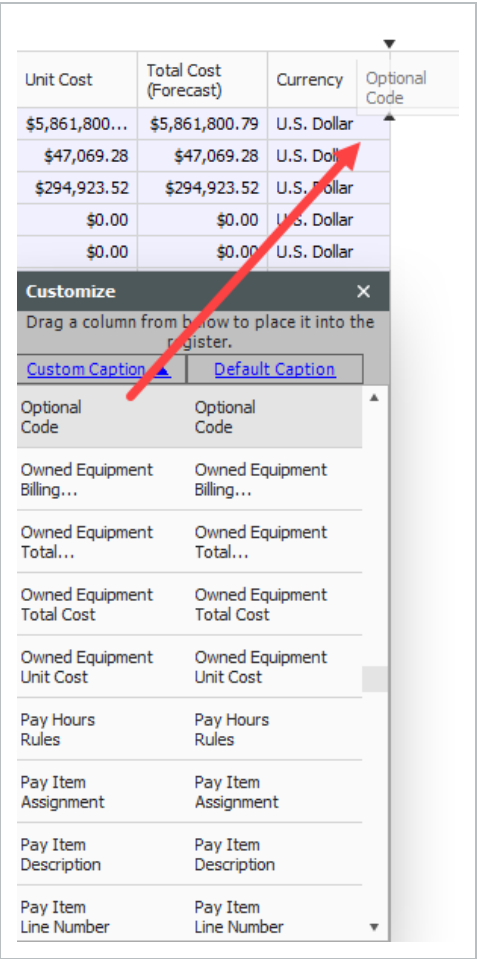 Unit Cost Total Cost (Forecast) Currency Optional Code
$5,861,800... $5,861,800.79 U.S. Dollar
$47,069.28 $47,069.28 U.S. Dollar
$294,923.52 $294,923.52 U.S. Dollar
$0.00 $0.00 U.S. Dollar
$0.00 $0.00 U.S. Dollar
Customize
Drag a column from below to place it into the
register.
Custom Caption Default Caption
Optional Optional
Code Code
Owned Equipment Owned Equipment
Billing... Billing...
Owned Equipment Owned Equipment
Total... Total...
Owned Equipment Owned Equipment
Total Cost Total Cost
Owned Equipment Owned Equipment
Unit Cost Unit Cost
Pay Hours Pay Hours
Rules Rules
Pay Item Pay Item
Assignment Assignment
Pay Item Pay Item
Description Description
Pay Item Pay Item
Line Number Line Number